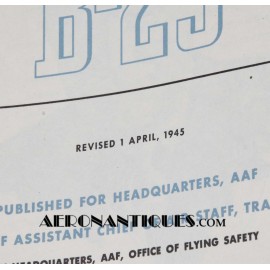 B-25
REVISED 1 APRIL, 1945
PUBLISHED FOR HEADQUARTERS, AAF
AERONANTIQUES.COM
F ASSISTANT CHIEF STAFF, TRA
HEADQUARTERS, AAF, OFFICE OF FLYING SAFETY